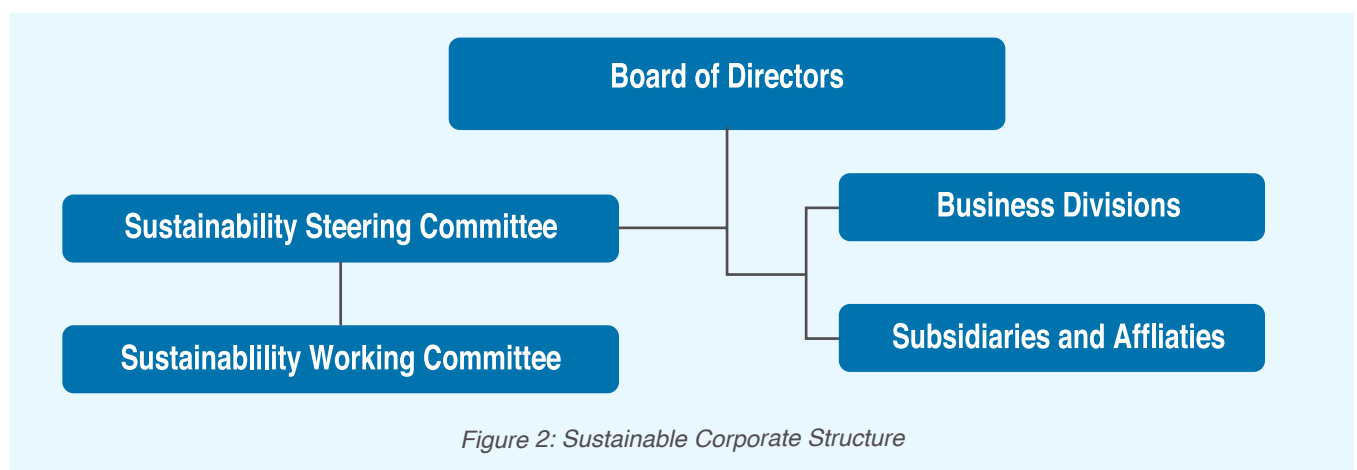 Board of Directors
Sustainability Steering Committee
Business Divisions
Sustainablility Working Committee
Subsidiaries and Affliaties
Figure 2: Sustainable Corporate Structure